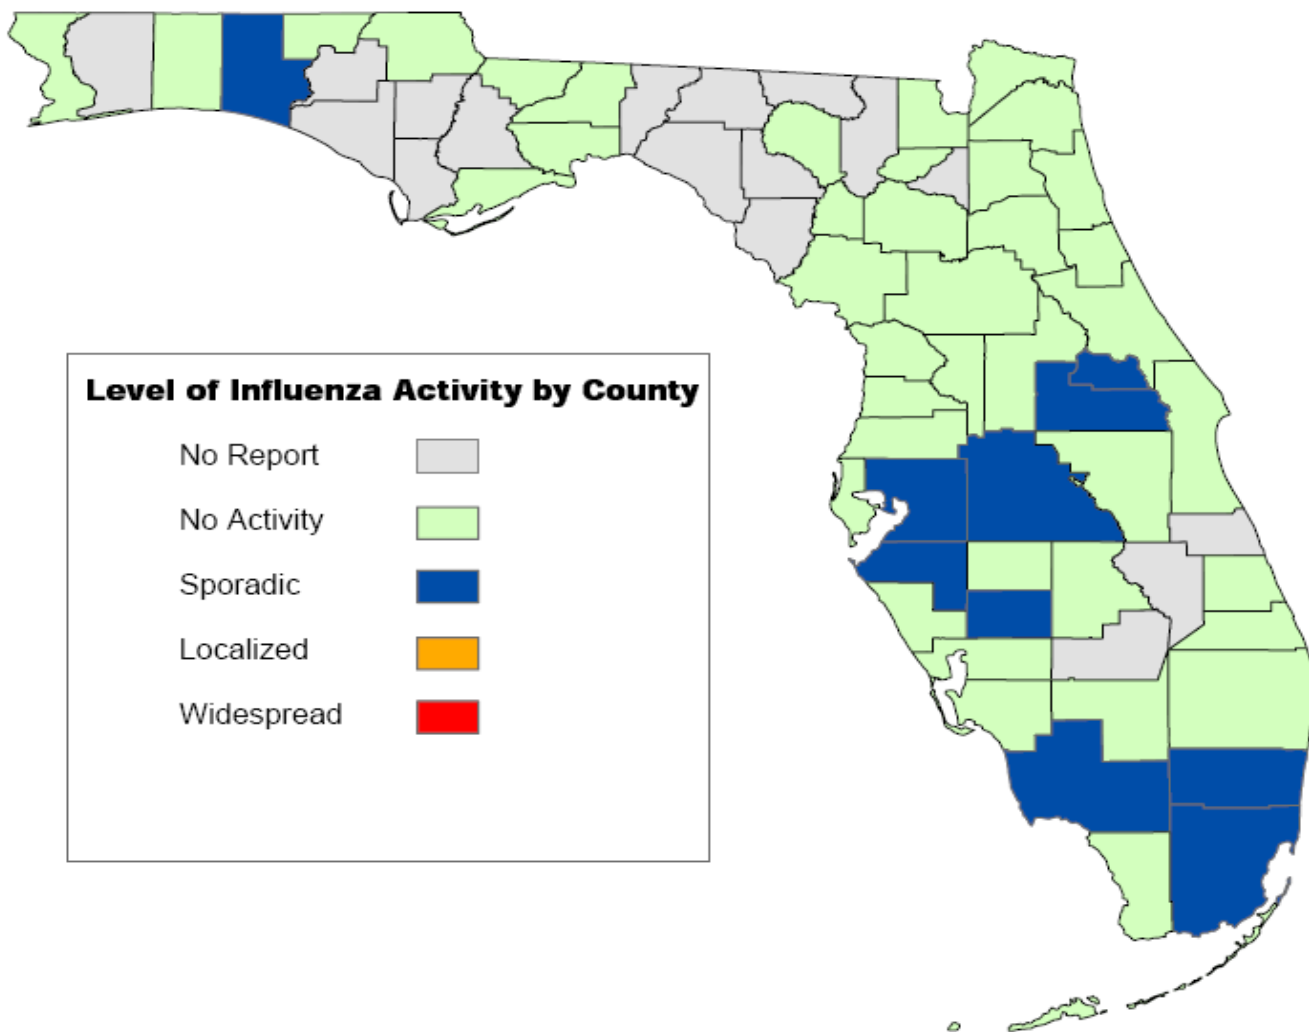 Level of Influenza Activity by County
No Report
No Activity
Sporadic
Localized
Widespread